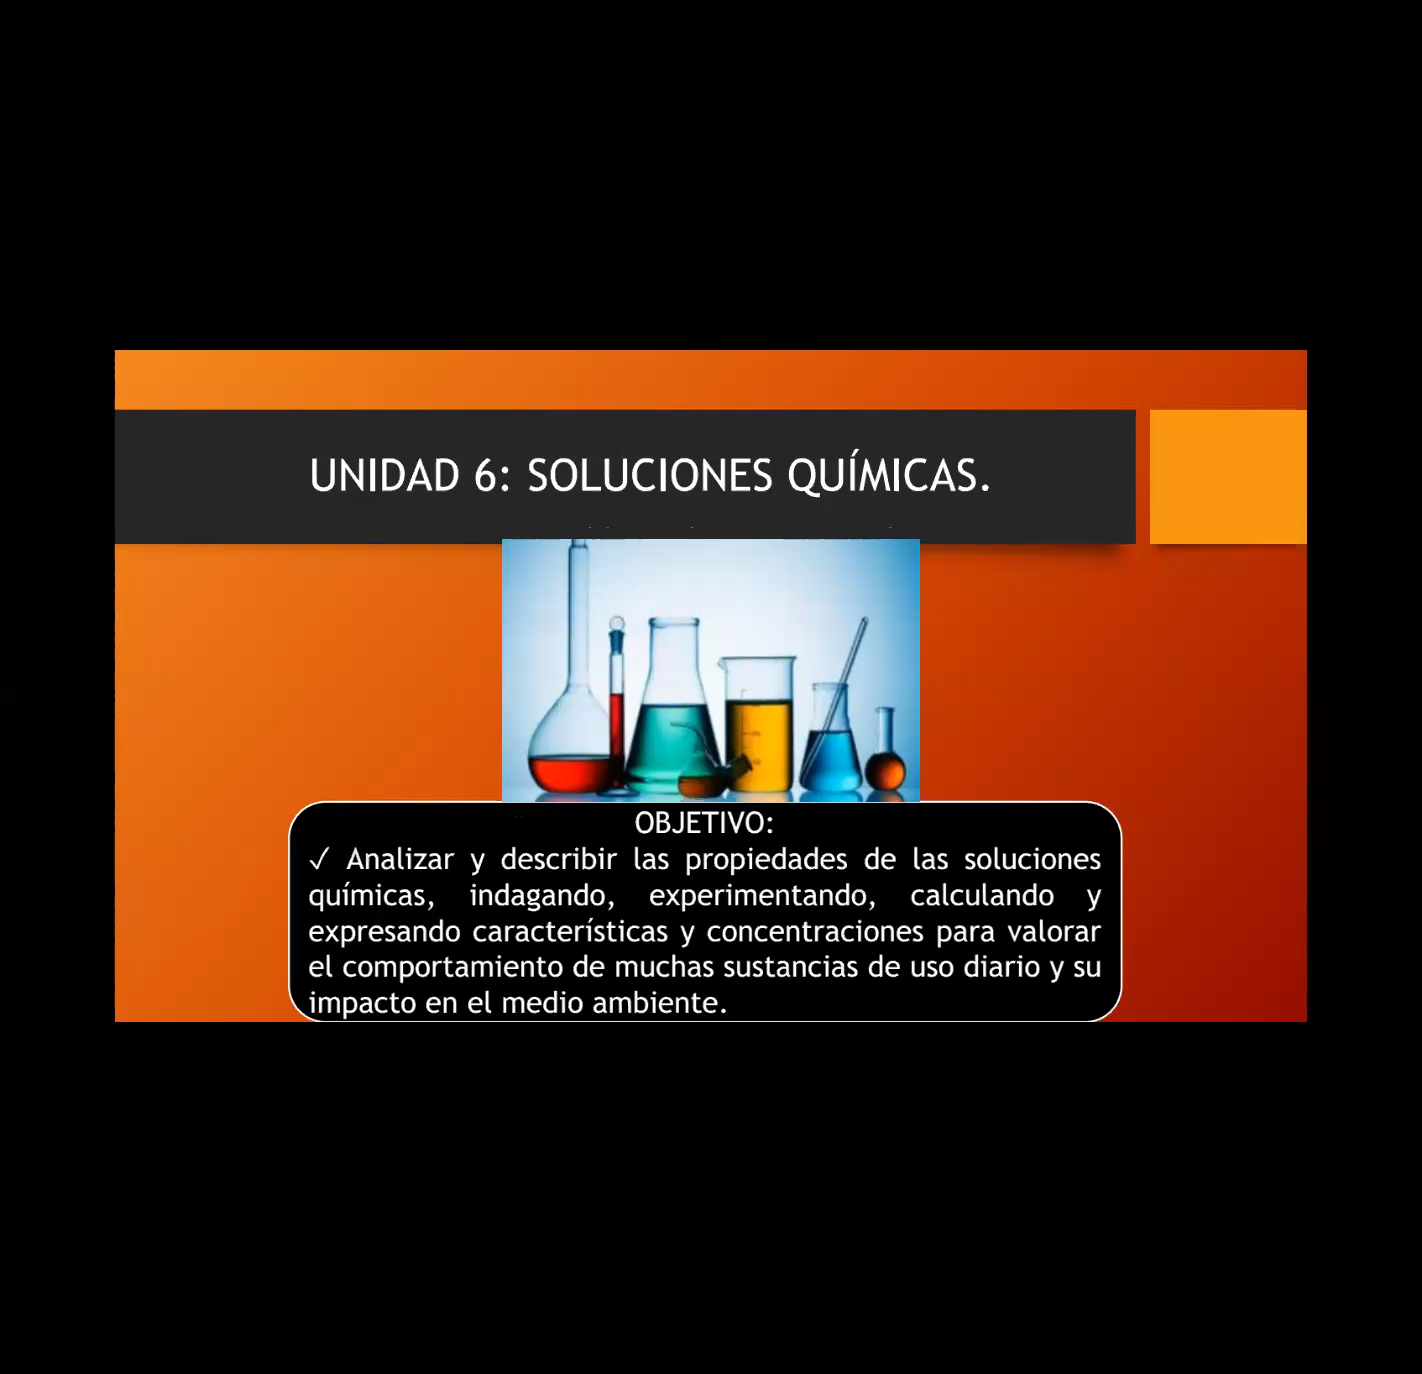 UNIDAD 6: SOLUCIONES QUÍMICAS.
OBJETIVO:
✓ Analizar y describir las propiedades de las soluciones
químicas, indagando, experimentando, calculando y
expresando características y concentraciones para valorar
el comportamiento de muchas sustancias de uso diario y su
impacto en el medio ambiente.